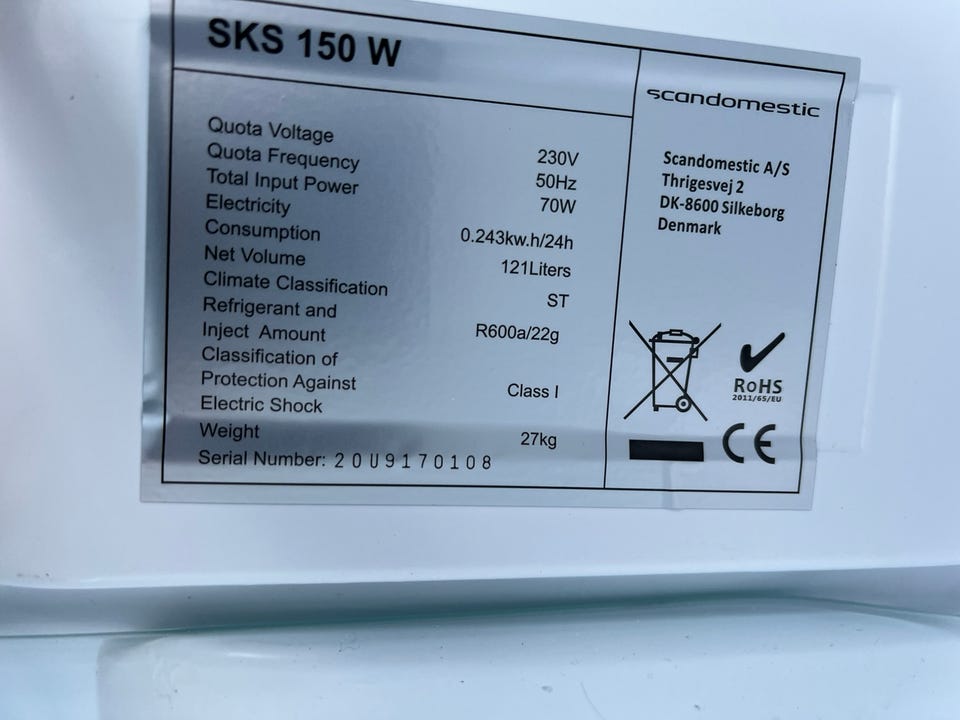 SKS 150 W
Quota Voltage 230V
Quota Frequency 50Hz
Total Input Power 70W
Electricity
Consumption 0.243kw.h/24h
Net Volume 121Liters
Climate Classification ST
Refrigerant and
Inject Amount R600a/22g
Classification of
Protection Against Class I
Electric Shock
Weight 27kg
Serial Number: 20U9170108
scandomestic
Scandomestic A/S
Thrigesvej 2
DK-8600 Silkeborg
Denmark
RoHS
2011/65/EU
CE